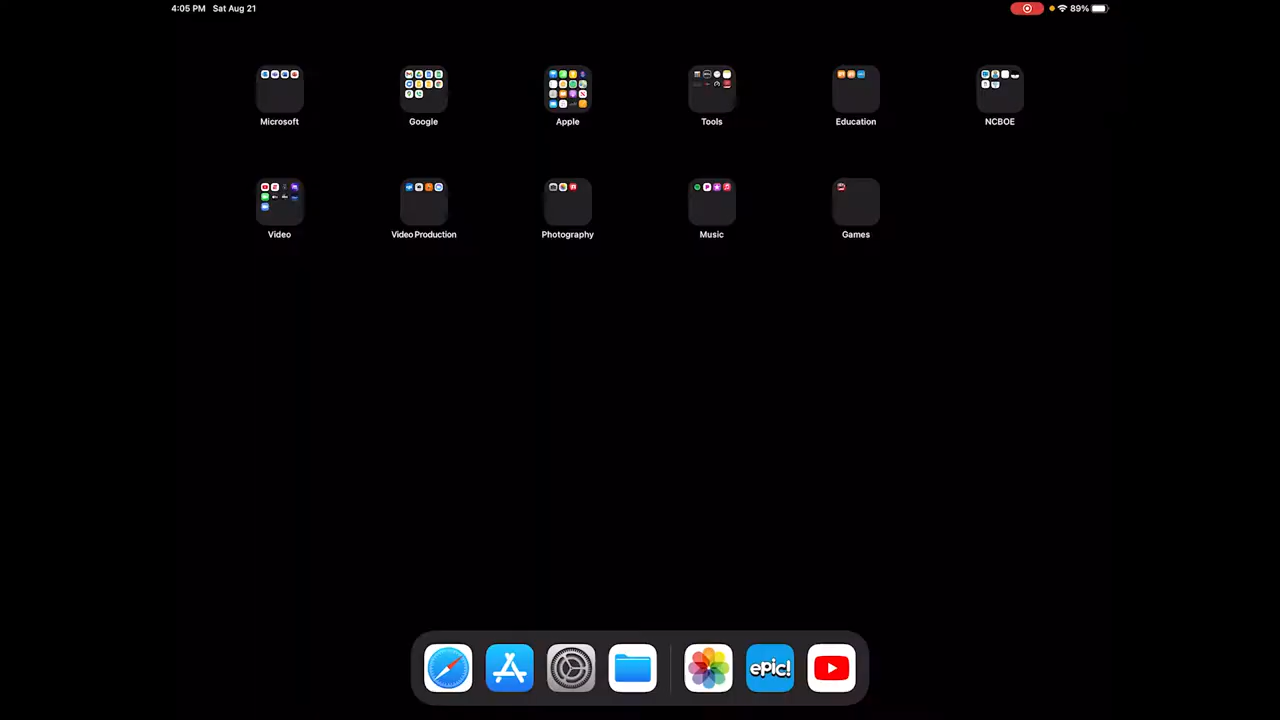 4:05 PM Sat Aug 21
89%
Microsoft
Google
Apple
Tools
Education
NCBOE
Video
Video Production
Photography
Music
Games
epic!